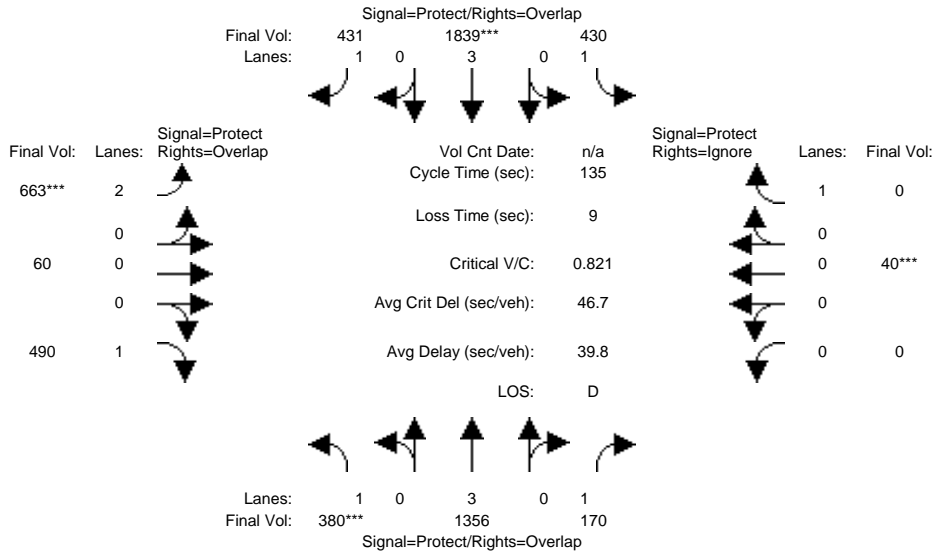 Signal=Protect/Rights=Overlap
Final Vol: 431 1839*** 430
Lanes: 1 0 3 0 1
Signal=Protect
Final Vol: Lanes: Rights=Overlap
Vol Cnt Date: n/a
Signal=Protect
Rights=Ignore Lanes: Final Vol:
Cycle Time (sec): 135
663*** 2
1 0
Loss Time (sec): 9
0
0
60 0
Critical V/C: 0.821
0 40***
0
Avg Crit Del (sec/veh): 46.7
0
490 1
Avg Delay (sec/veh): 39.8
0 0
LOS: D
Lanes: 1 0 3 0 1
Final Vol: 380*** 1356 170
Signal=Protect/Rights=Overlap